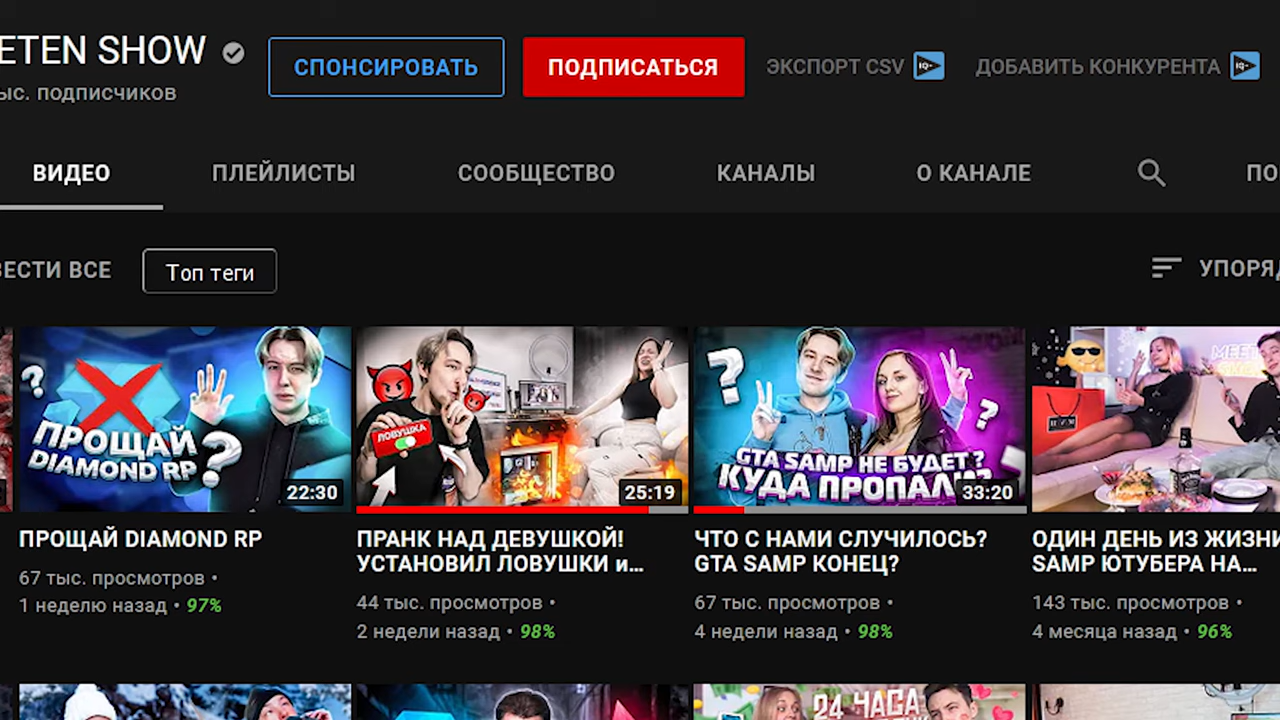 ETEN SHOW
ыс. подписчиков
СПОНСИРОВАТЬ
ПОДПИСАТЬСЯ
ЭКСПОРТ CSV
ДОБАВИТЬ КОНКУРЕНТА
ВИДЕО
ПЛЕЙЛИСТЫ
СООБЩЕСТВО
КАНАЛЫ
О КАНАЛЕ
ПО
ВЕСТИ ВСЕ
Топ теги
УПОРЯД
ПРОЩАЙ
DIAMOND RP?
22:30
ЛОВУШКА
25:19
GTA SAMP НЕ БУДЕТ?
КУДА ПРОПАЛИ?
33:20
ПРОЩАЙ DIAMOND RP
67 тыс. просмотров •
1 неделю назад • 97%
ПРАНК НАД ДЕВУШКОЙ!
УСТАНОВИЛ ЛОВУШКИ и...
44 тыс. просмотров •
2 недели назад • 98%
ЧТО С НАМИ СЛУЧИЛОСЬ?
GTA SAMP КОНЕЦ?
67 тыс. просмотров •
4 недели назад • 98%
ОДИН ДЕНЬ ИЗ ЖИЗНИ
SAMP ЮТУБЕРА НА...
143 тыс. просмотров •
4 месяца назад • 96%
24 ЧАСА